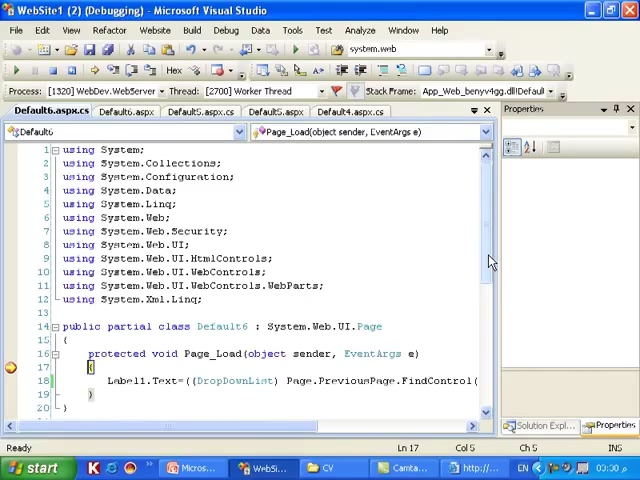 WebSite1 (2) (Debugging) - Microsoft Visual Studio
File Edit View Refactor Website Build Debug Tools Test Analyze Window Help
system.web
Hex
Process: [1320] WebDev.WebServer Thread: [2700] Worker Thread Stack Frame: App_Web_benyv4gg.dll!Default
Default6.aspx.cs Default6.aspx Default5.aspx.cs Default5.aspx Default4.aspx.cs
Properties
Default6 Page_Load(object sender, EventArgs e)
1 using System;
2 using System.Collections;
3 using System.Configuration;
4 using System.Data;
5 using System.Linq;
6 using System.Web;
7 using System.Web.Security;
8 using System.Web.UI;
9 using System.Web.UI.HtmlControls;
10 using System.Web.UI.WebControls;
11 using System.Web.UI.WebControls.WebParts;
12 using System.Xml.Linq;
13
14 public partial class Default6 : System.Web.UI.Page
15 {
16 protected void Page_Load(object sender, EventArgs e)
17 {
18 Label1.Text=((DropDownList) Page.PreviousPage.FindControl(
19 }
20 }
Solution Expl... Properties
Ready Ln 17 Col 5 Ch 5 INS
start K Micros... WebSi... CV Camta... http://... EN 03:30 م